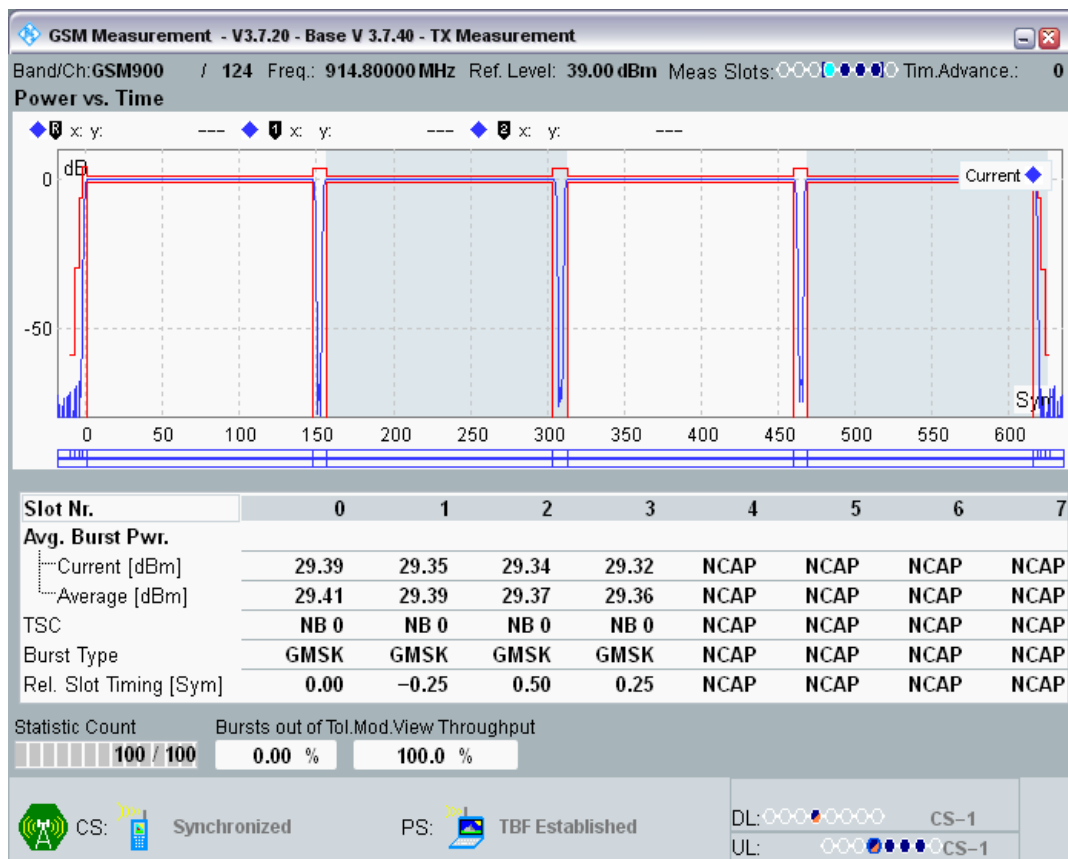 GSM Measurement - V3.7.20 - Base V 3.7.40 - TX Measurement
Band/Ch:GSM900 / 124 Freq.: 914.80000 MHz Ref. Level: 39.00 dBm Meas Slots: Tim.Advance.: 0
Power vs. Time
R x: y: --- 1 x: y: --- 2 x: y: ---
dB
Current
0
-50
Sym
0 50 100 150 200 250 300 350 400 450 500 550 600
Slot Nr. 0 1 2 3 4 5 6 7
Avg. Burst Pwr.
Current [dBm] 29.39 29.35 29.34 29.32 NCAP NCAP NCAP NCAP
Average [dBm] 29.41 29.39 29.37 29.36 NCAP NCAP NCAP NCAP
TSC NB 0 NB 0 NB 0 NB 0 NCAP NCAP NCAP NCAP
Burst Type GMSK GMSK GMSK GMSK NCAP NCAP NCAP NCAP
Rel. Slot Timing [Sym] 0.00 −0.25 0.50 0.25 NCAP NCAP NCAP NCAP
Statistic Count Bursts out of Tol.Mod.View Throughput
100 / 100 0.00 % 100.0 %
CS: Synchronized PS: TBF Established
DL: CS−1
UL: CS−1